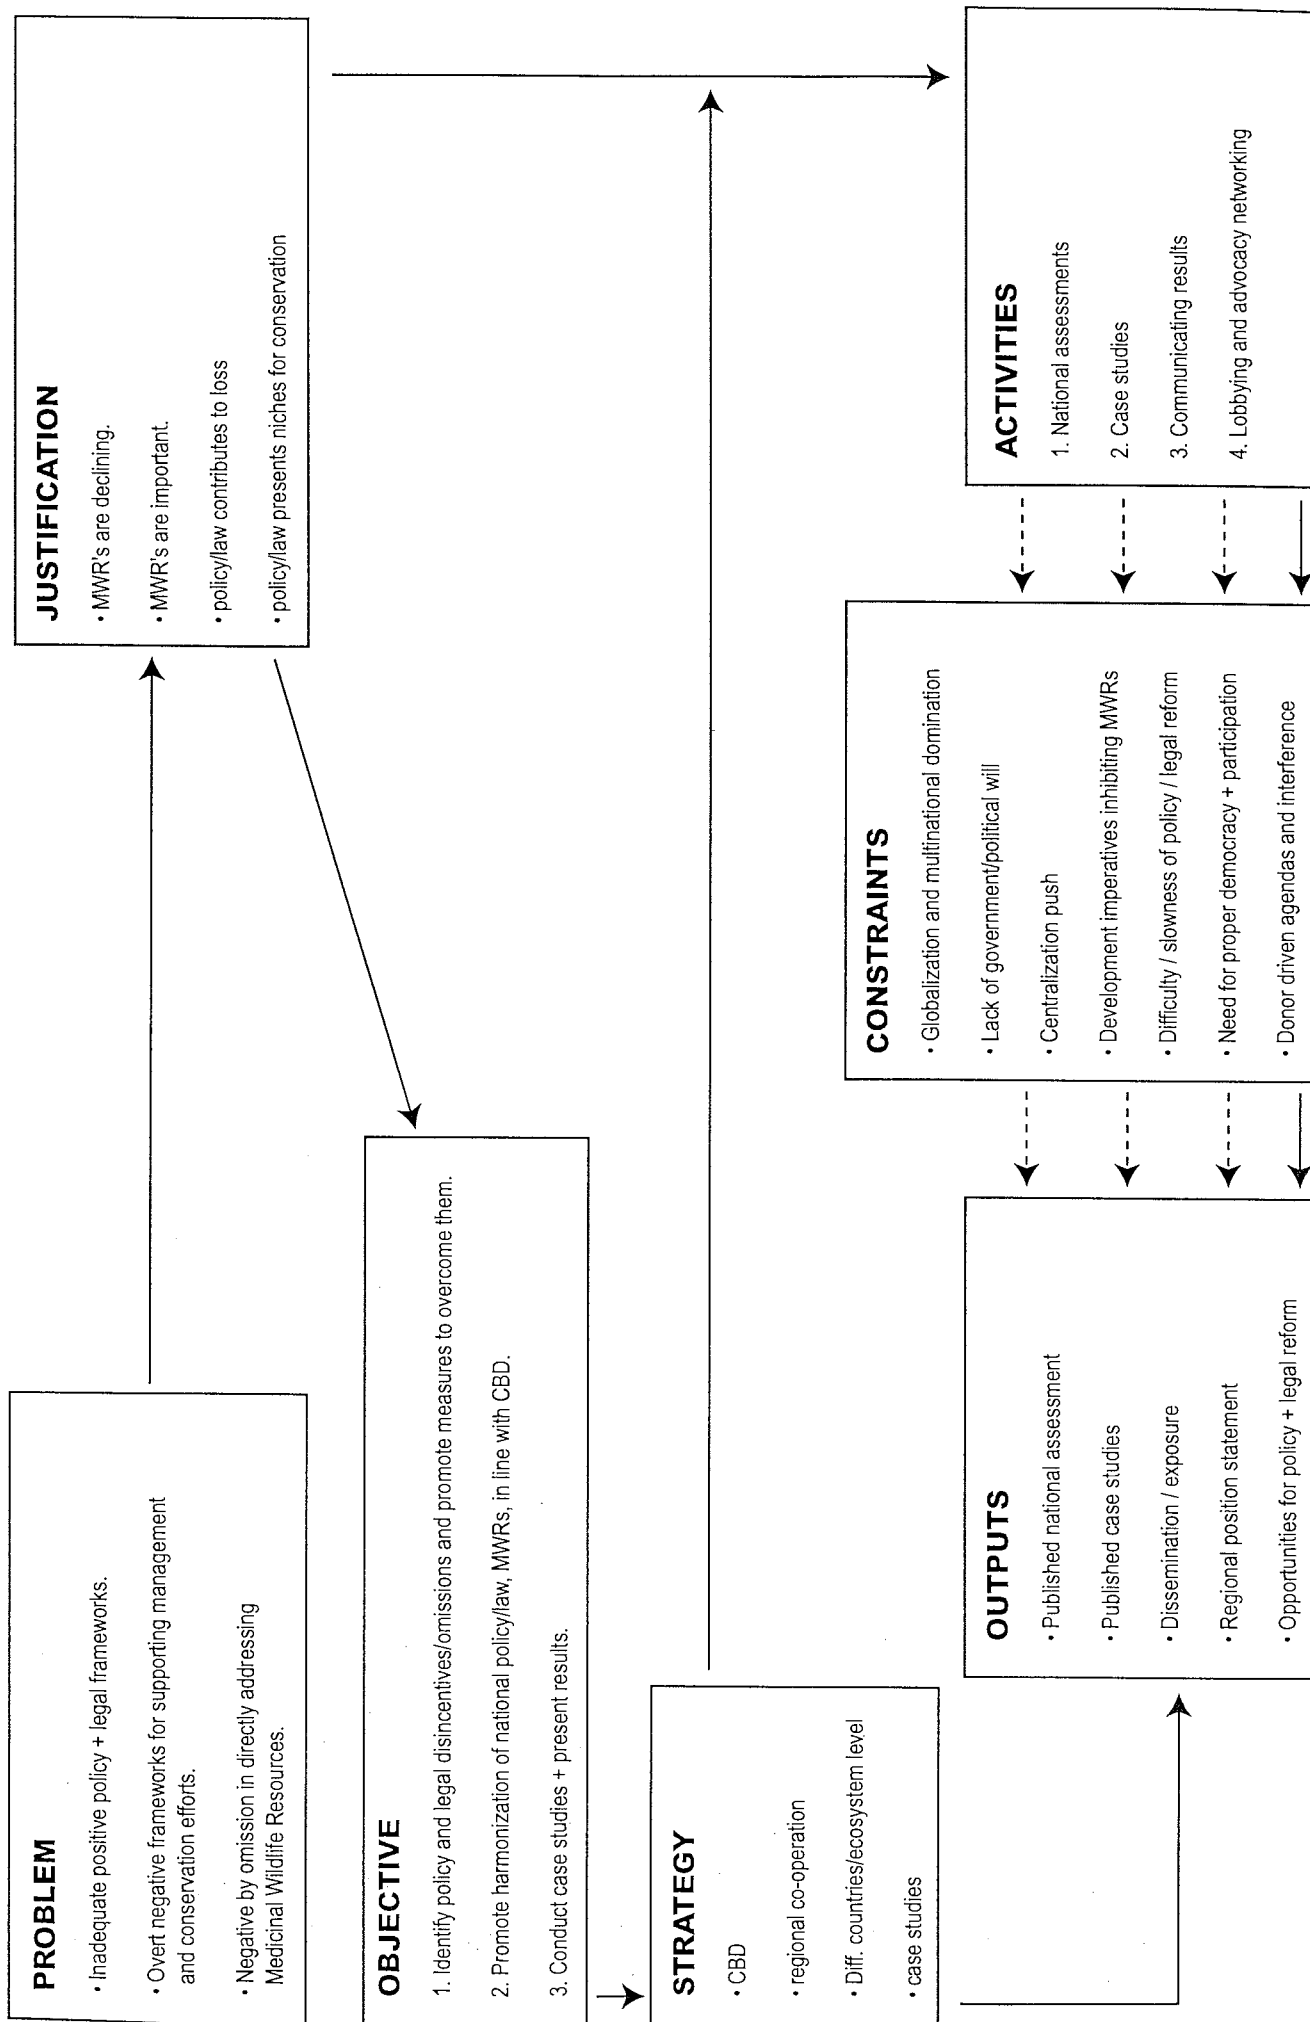 PROBLEM
• Inadequate positive policy + legal frameworks.
• Overt negative frameworks for supporting management
and conservation efforts.
• Negative by omission in directly addressing
Medicinal Wildlife Resources.
JUSTIFICATION
• MWR's are declining.
• MWR's are important.
• policy/law contributes to loss
• policy/law presents niches for conservation
OBJECTIVE
1. Identify policy and legal disincentives/omissions and promote measures to overcome them.
2. Promote harmonization of national policy/law, MWRs, in line with CBD.
3. Conduct case studies + present results.
STRATEGY
• CBD
• regional co-operation
• Diff. countries/ecosystem level
• case studies
OUTPUTS
• Published national assessment
• Published case studies
• Dissemination / exposure
• Regional position statement
• Opportunities for policy + legal reform
CONSTRAINTS
• Globalization and multinational domination
• Lack of government/political will
• Centralization push
• Development imperatives inhibiting MWRs
• Difficulty / slowness of policy / legal reform
• Need for proper democracy + participation
• Donor driven agendas and interference
ACTIVITIES
1. National assessments
2. Case studies
3. Communicating results
4. Lobbying and advocacy networking